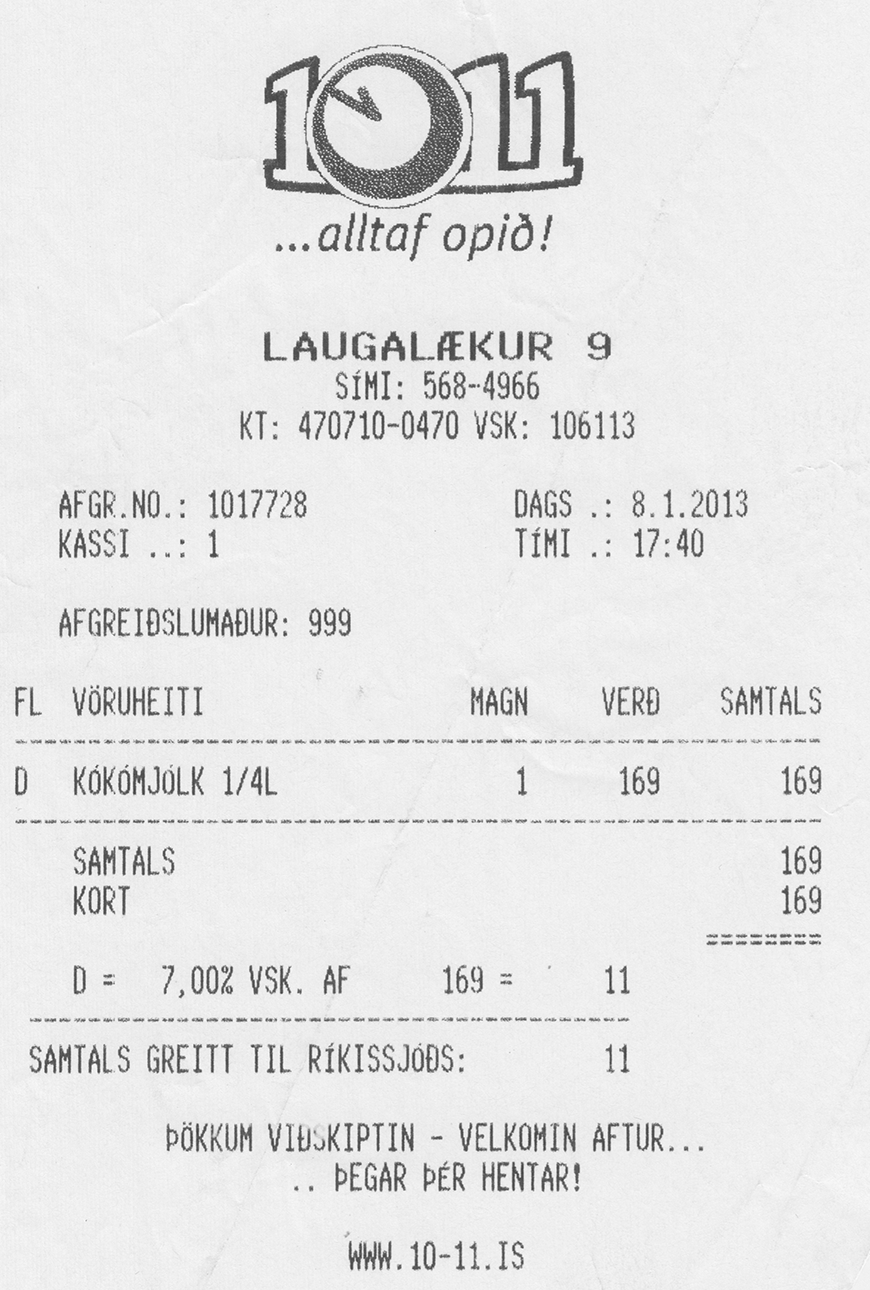 10 11
...alltaf opið!
LAUGALÆKUR 9
SÍMI: 568-4966
KT: 470710-0470 VSK: 106113
AFGR.NO.: 1017728 DAGS .: 8.1.2013
KASSI ..: 1 TÍMI .: 17:40
AFGREIÐSLUMAÐUR: 999
FL VÖRUHEITI MAGN VERÐ SAMTALS
D KÓKÓMJÓLK 1/4L 1 169 169
SAMTALS 169
KORT 169
========
D = 7,00% VSK. AF 169 = 11
SAMTALS GREITT TIL RÍKISSJÓÐS: 11
ÞÖKKUM VIÐSKIPTIN - VELKOMIN AFTUR...
.. ÞEGAR ÞÉR HENTAR!
WWW.10-11.IS